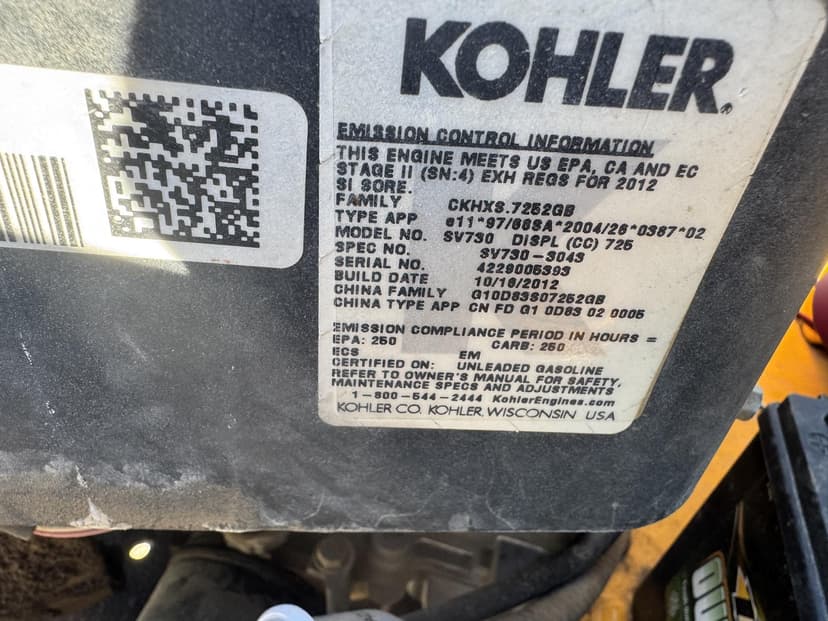 KOHLER®
EMISSION CONTROL INFORMATION
THIS ENGINE MEETS US EPA, CA AND EC
STAGE II (SN:4) EXH REGS FOR 2012
SI SORE.
FAMILY CKHXS.7252GB
TYPE APP e11*97/68SA*2004/26*0387*02
MODEL NO. SV730 DISPL (CC) 725
SPEC NO. SV730-3043
SERIAL NO. 4229005393
BUILD DATE 10/16/2012
CHINA FAMILY G10D83S07252GB
CHINA TYPE APP CN FD G1 0D83 02 0005
EMISSION COMPLIANCE PERIOD IN HOURS =
EPA: 250 CARB: 250
ECS EM
CERTIFIED ON: UNLEADED GASOLINE
REFER TO OWNER'S MANUAL FOR SAFETY,
MAINTENANCE SPECS AND ADJUSTMENTS
1-800-544-2444 KohlerEngines.com
KOHLER CO. KOHLER, WISCONSIN USA